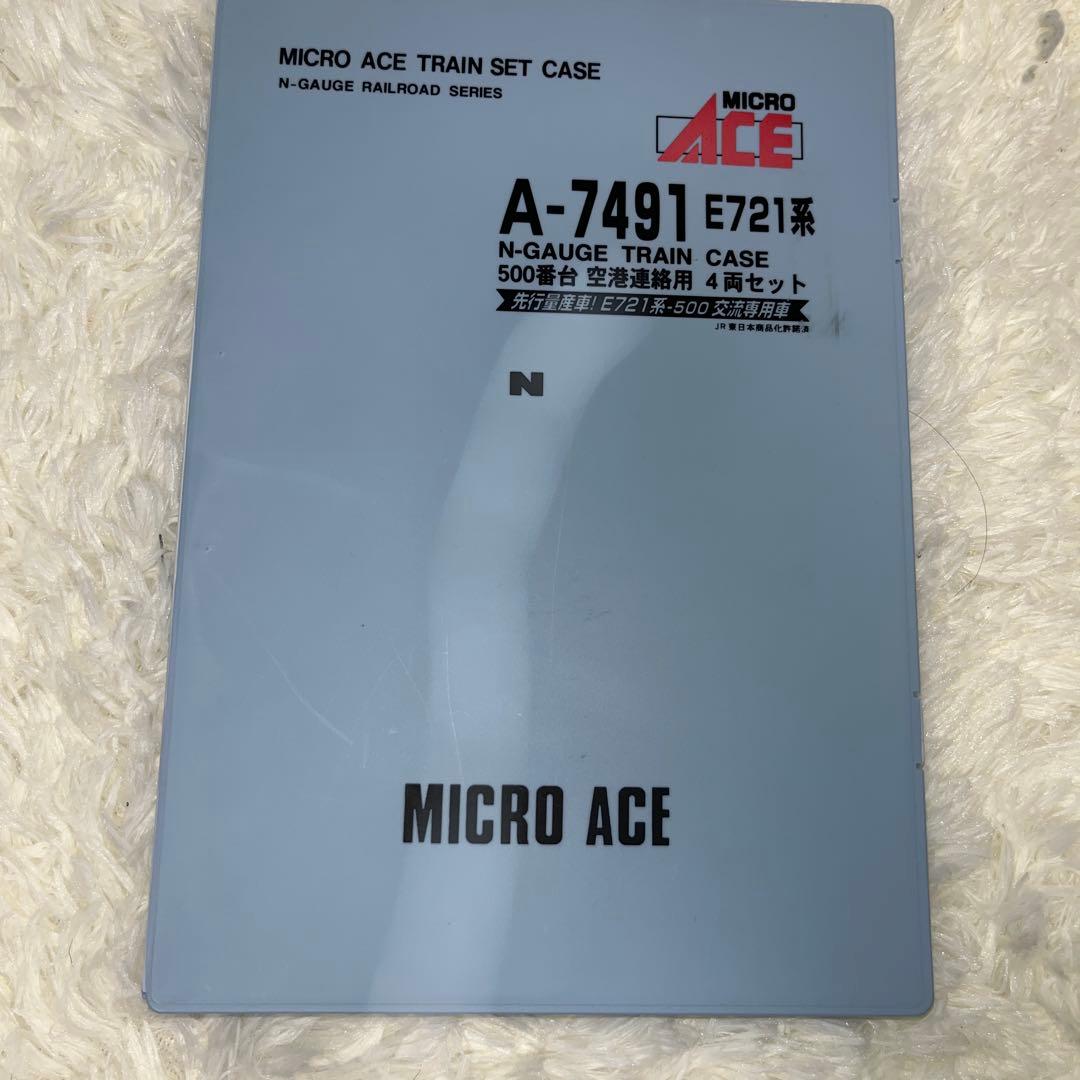 MICRO ACE TRAIN SET CASE
N-GAUGE RAILROAD SERIES
MICRO
ACE
A-7491 E721系
N-GAUGE TRAIN CASE
500番台 空港連絡用 4両セット
先行量産車! E721系-500 交流専用車
JR東日本商品化許諾済
N
MICRO ACE